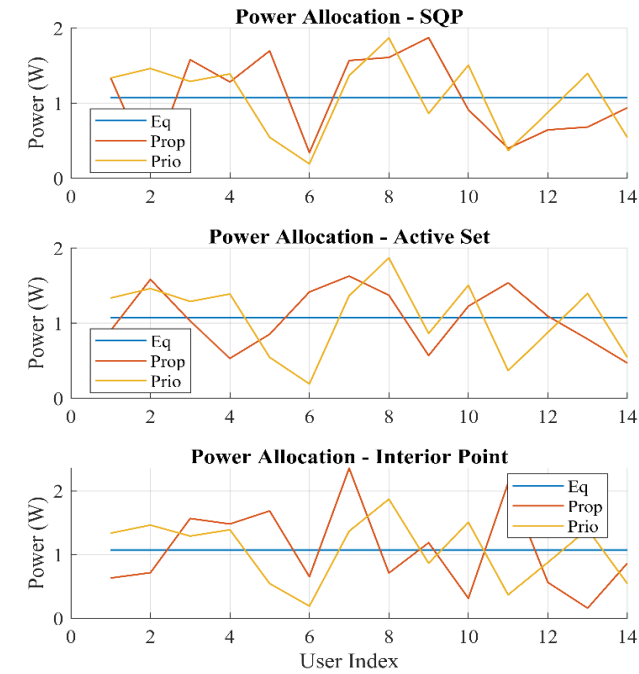 Power Allocation - SQP
2
1
0
Power (W)
Eq
Prop
Prio
0 2 4 6 8 10 12 14
Power Allocation - Active Set
2
1
0
Power (W)
Eq
Prop
Prio
0 2 4 6 8 10 12 14
Power Allocation - Interior Point
2
1
0
Power (W)
Eq
Prop
Prio
0 2 4 6 8 10 12 14
User Index